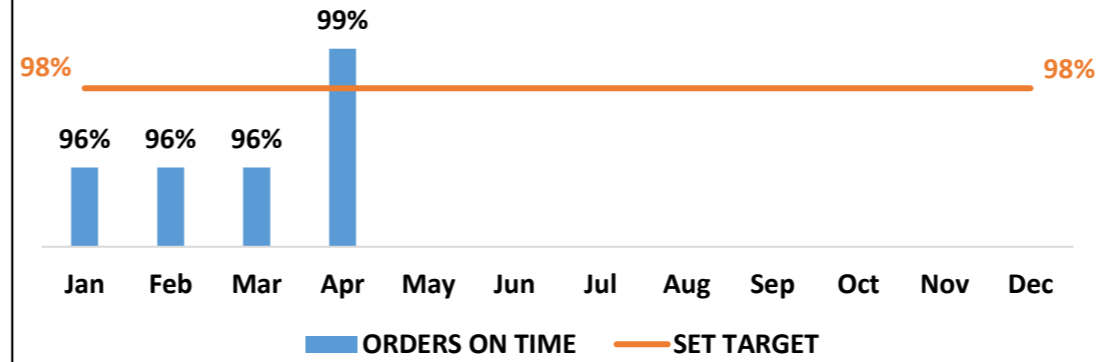 99%
98% 98%
96% 96% 96%
Jan Feb Mar Apr May Jun Jul Aug Sep Oct Nov Dec
ORDERS ON TIME SET TARGET